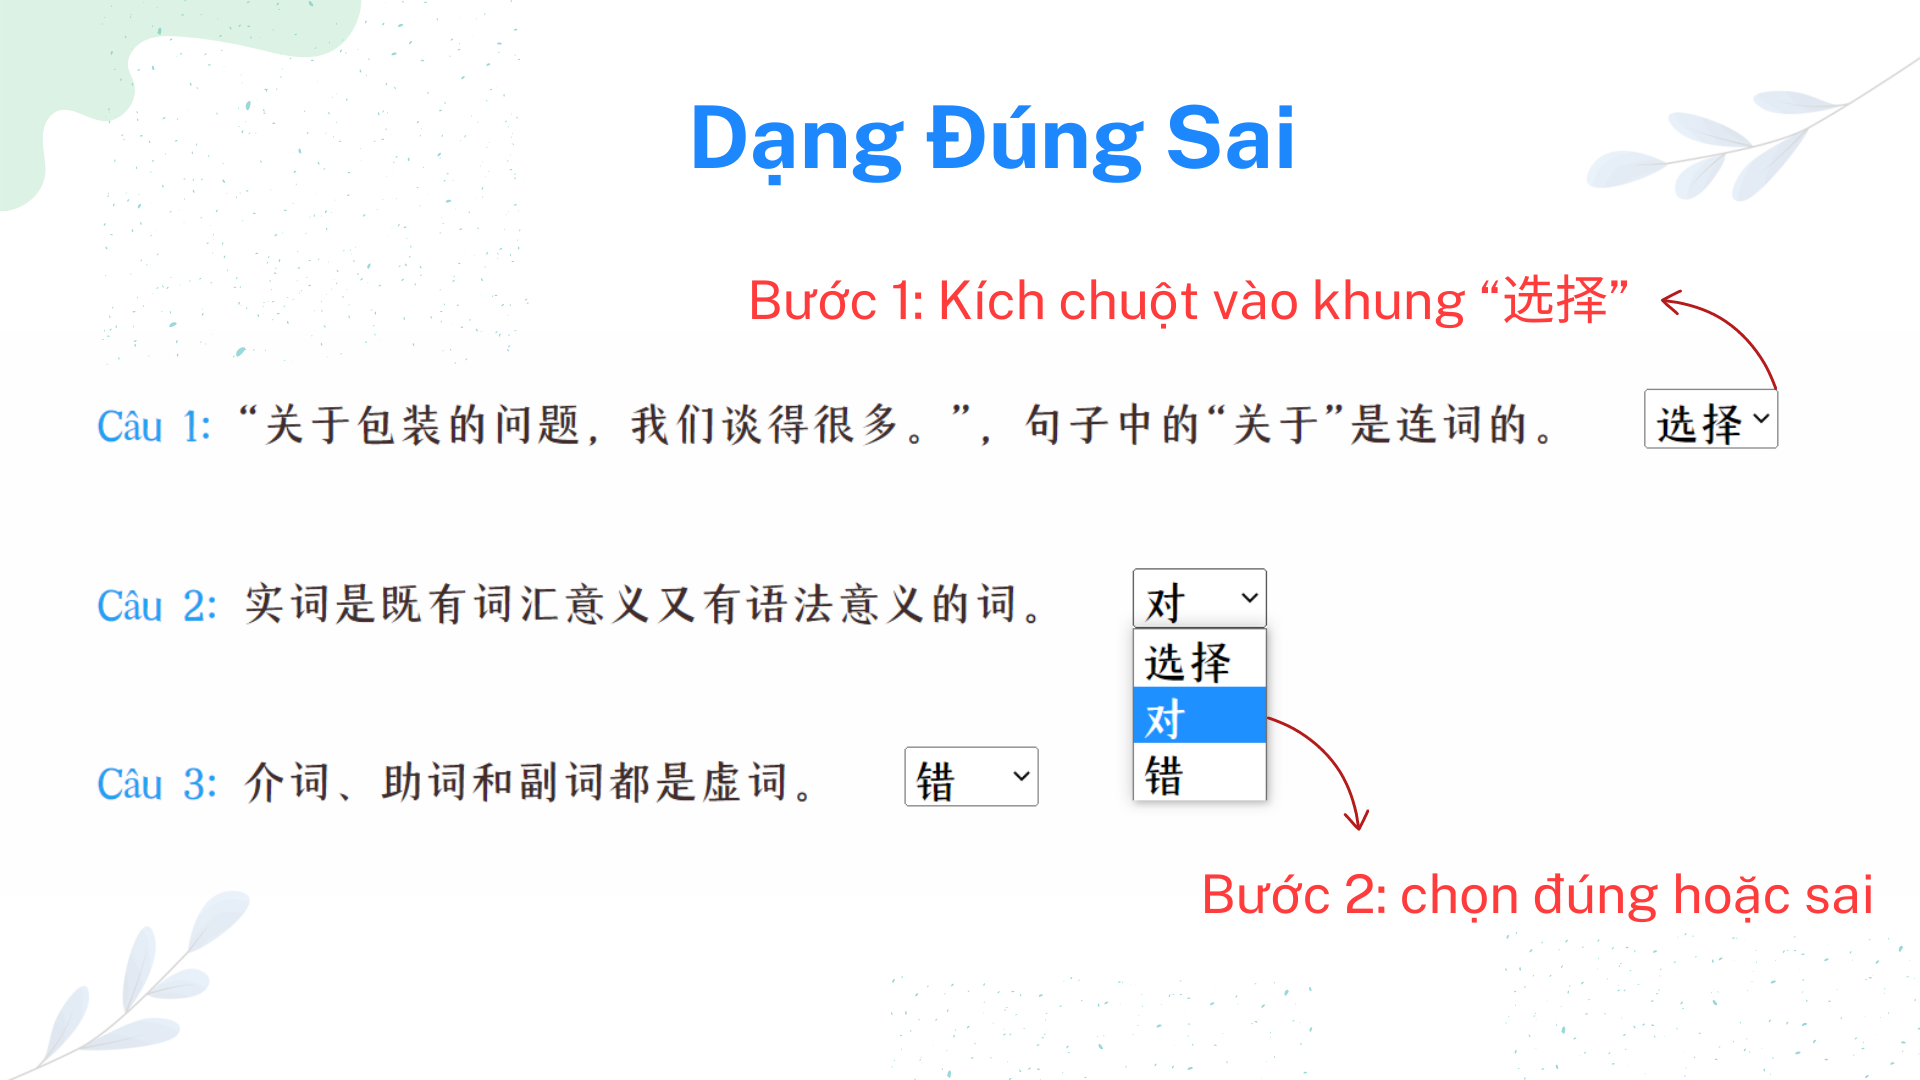 Dạng Đúng Sai
Bước 1: Kích chuột vào khung “选择”
Câu 1: “关于包装的问题，我们谈得很多。”，句子中的“关于”是连词的。 选择
Câu 2: 实词是既有词汇意义又有语法意义的词。 对
选择
对
错
Câu 3: 介词、助词和副词都是虚词。 错
Bước 2: chọn đúng hoặc sai